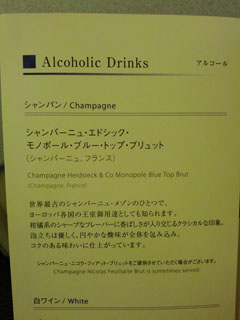 Alcoholic Drinks
アルコール
シャンパン / Champagne
シャンパーニュ・エドシック・
モノポール・ブルー・トップ・ブリュット
(シャンパーニュ、フランス)
Champagne Heidsieck & Co Monopole Blue Top Brut
(Champagne, France)
世界最古のシャンパーニュ・メゾンのひとつで、
ヨーロッパ各国の王室御用達としても知られます。
柑橘系のシャープなフレーバーに香ばしさが入り交じるクラシカルな印象。
泡立ちは優しく、円やかな酸味が全体を包み込み、
コクのある味わいに仕上がっています。
シャンパーニュ・ニコラ・フィアット・ブリュットをご提供させていただく場合がございます。
Champagne Nicolas Feuillatte Brut is sometimes served.
白ワイン / White